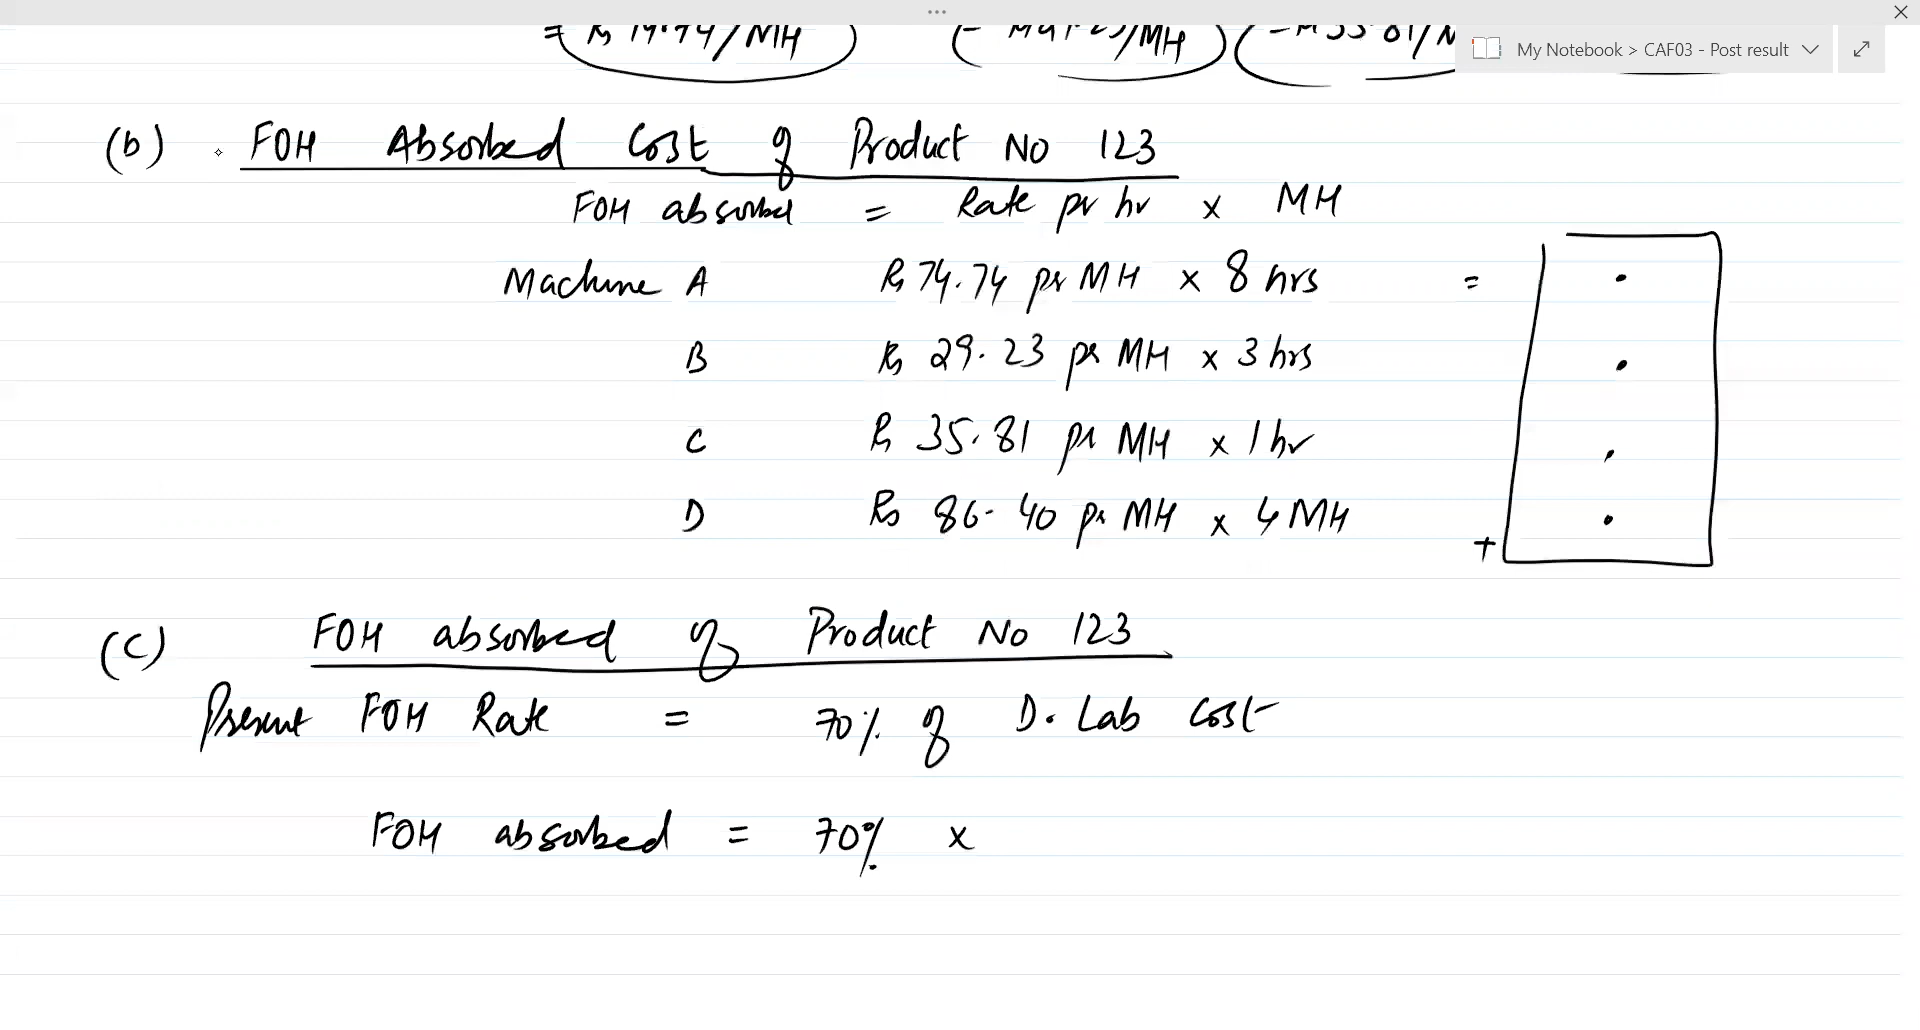 My Notebook > CAF03 - Post result
(b) FOH Absorbed Cost of Product No 123
FOH absorbed = Rate per hr x MH
Machine A Rs 74.74 per MH x 8 hrs =
B Rs 29.23 per MH x 3 hrs
C Rs 35.81 per MH x 1 hr
D Rs 86.40 per MH x 4 MH +
(c) FOH absorbed of Product No 123
Present FOH Rate = 70% of D. Lab Cost
FOH absorbed = 70% x